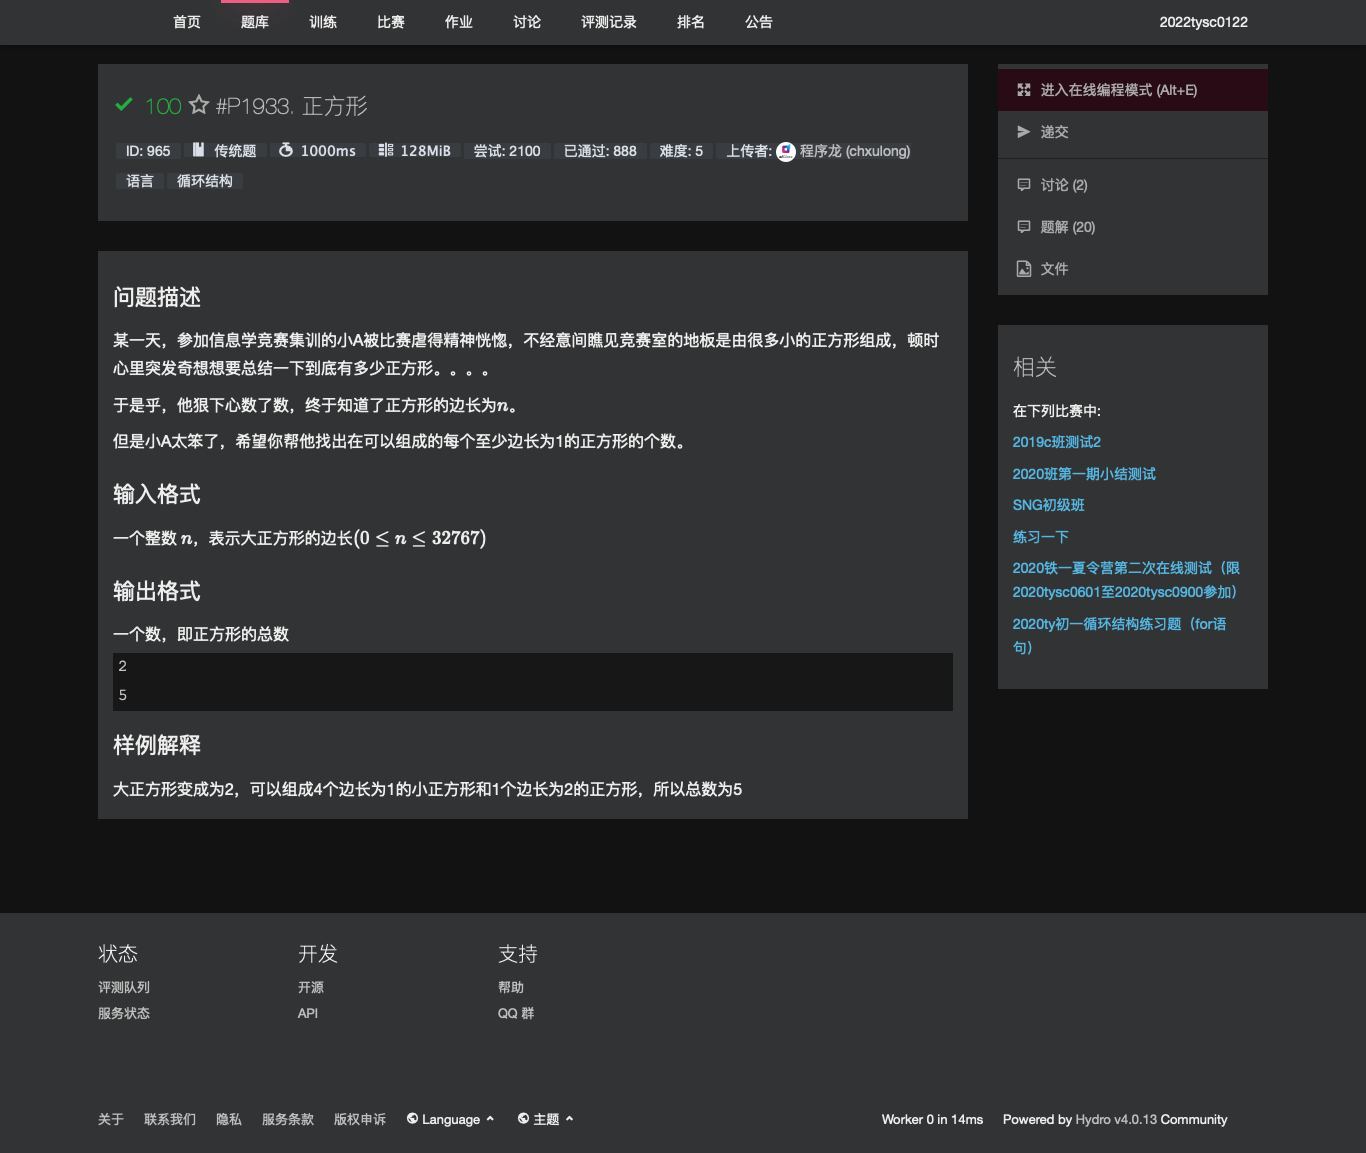 首页 题库 训练 比赛 作业 讨论 评测记录 排名 公告 2022tysc0122
100 #P1933. 正方形
ID: 965 传统题 1000ms 128MiB 尝试: 2100 已通过: 888 难度: 5 上传者: 程序龙 (chxulong)
语言 循环结构
问题描述
某一天，参加信息学竞赛集训的小A被比赛虐得精神恍惚，不经意间瞧见竞赛室的地板是由很多小的正方形组成，顿时
心里突发奇想想要总结一下到底有多少正方形。。。。
于是乎，他狠下心数了数，终于知道了正方形的边长为n。
但是小A太笨了，希望你帮他找出在可以组成的每个至少边长为1的正方形的个数。
输入格式
一个整数 n，表示大正方形的边长(0 ≤ n ≤ 32767)
输出格式
一个数，即正方形的总数
2
5
样例解释
大正方形变成为2，可以组成4个边长为1的小正方形和1个边长为2的正方形，所以总数为5
进入在线编程模式 (Alt+E)
递交
讨论 (2)
题解 (20)
文件
相关
在下列比赛中:
2019c班测试2
2020班第一期小结测试
SNG初级班
练习一下
2020铁一夏令营第二次在线测试（限
2020tysc0601至2020tysc0900参加）
2020ty初一循环结构练习题（for语
句）
状态 开发 支持
评测队列 开源 帮助
服务状态 API QQ 群
关于 联系我们 隐私 服务条款 版权申诉 Language 主题 Worker 0 in 14ms Powered by Hydro v4.0.13 Community